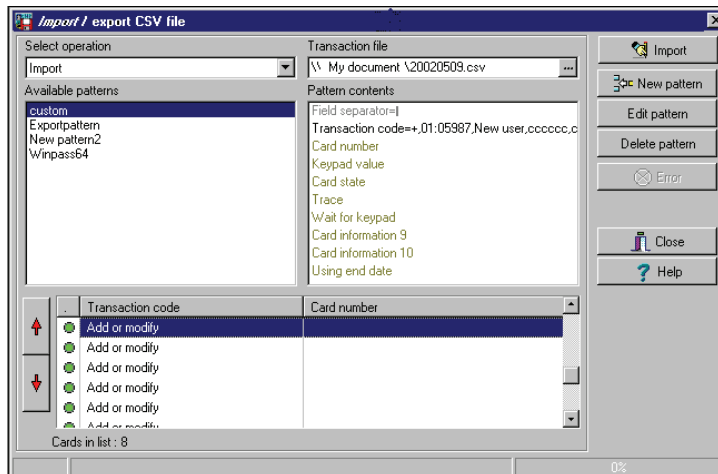 Import / export CSV file
Select operation
Import
Transaction file
\\ My document \20020509.csv
...
Available patterns
custom
Exportpattern
New pattern2
Winpass64
Pattern contents
Field separator=|
Transaction code=+,01:05987,New user,cccccc,c
Card number
Keypad value
Card state
Trace
Wait for keypad
Card information 9
Card information 10
Using end date
Import
New pattern
Edit pattern
Delete pattern
Error
Close
Help
. Transaction code Card number
Add or modify
Add or modify
Add or modify
Add or modify
Add or modify
Add or modify
Cards in list : 8
0%